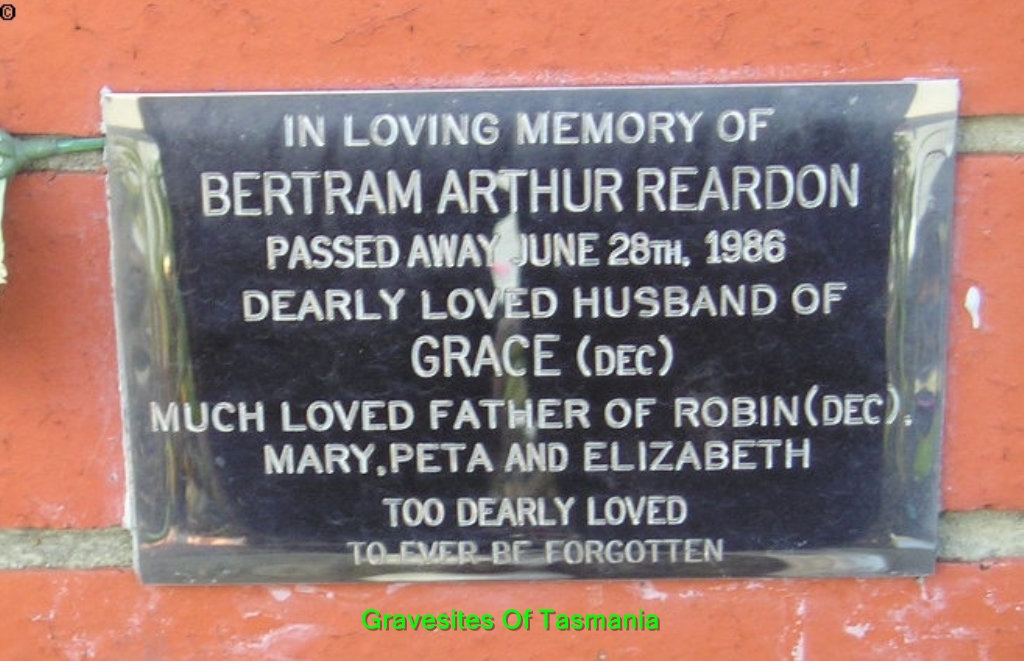 ©
IN LOVING MEMORY OF
BERTRAM ARTHUR REARDON
PASSED AWAY JUNE 28TH, 1986
DEARLY LOVED HUSBAND OF
GRACE (DEC)
MUCH LOVED FATHER OF ROBIN (DEC),
MARY, PETA AND ELIZABETH
TOO DEARLY LOVED
TO EVER BE FORGOTTEN
Gravesites Of Tasmania